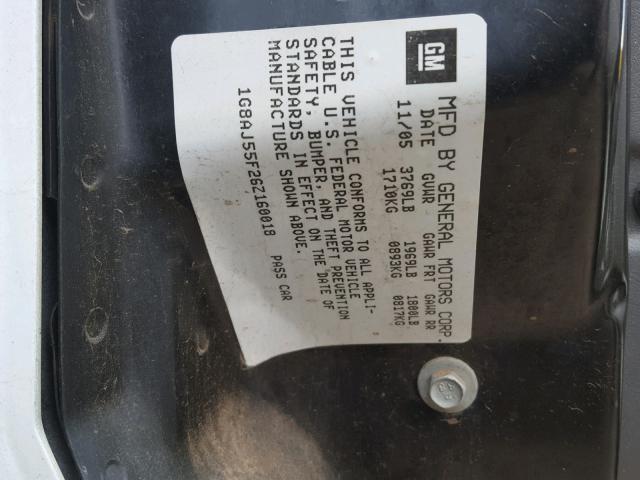 GM
MFD BY GENERAL MOTORS CORP.
DATE GVWR GAWR FRT GAWR RR
11/05 3769LB 1969LB 1800LB
1710KG 0893KG 0817KG
THIS VEHICLE CONFORMS TO ALL APPLI-
CABLE U.S. FEDERAL MOTOR VEHICLE
SAFETY, BUMPER, AND THEFT PREVENTION
STANDARDS IN EFFECT ON THE DATE OF
MANUFACTURE SHOWN ABOVE.
1G8AJ55F26Z160018 PASS CAR